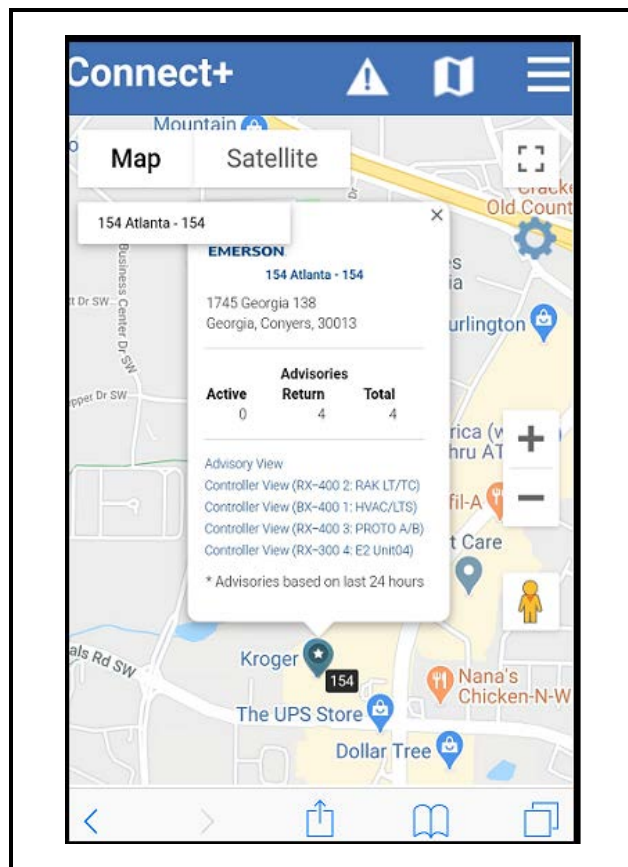 Connect+
Mountain
Map Satellite
Old Count
154 Atlanta - 154
EMERSON
154 Atlanta - 154
1745 Georgia 138
Georgia, Conyers, 30013
Business Center Dr SW
t Dr SW
urlington
Advisories
Active Return Total
0 4 4
pper Dr SW
Advisory View
Controller View (RX-400 2: RAK LT/TC)
Controller View (BX-400 1: HVAC/LTS)
Controller View (RX-400 3: PROTO A/B)
Controller View (RX-300 4: E2 Unit04)
* Advisories based on last 24 hours
rica (
hru AT
fil-A
t Care
als Rd SW
Kroger
154
Nana's
Chicken-N-W
The UPS Store
Dollar Tree